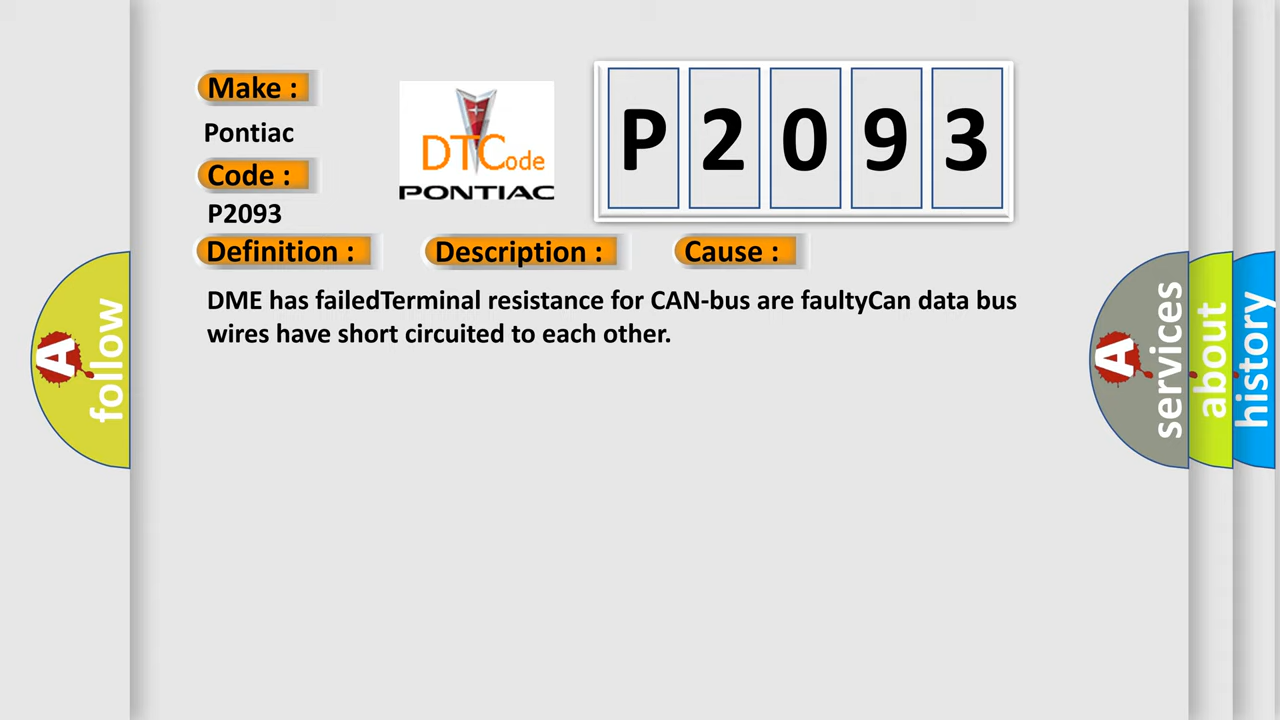 Make :
Pontiac
Code :
P2093
DTCode
PONTIAC
P 2 0 9 3
Definition :
Description :
Cause :
DME has failedTerminal resistance for CAN-bus are faultyCan data bus
wires have short circuited to each other.
A
follow
A
services
about
history